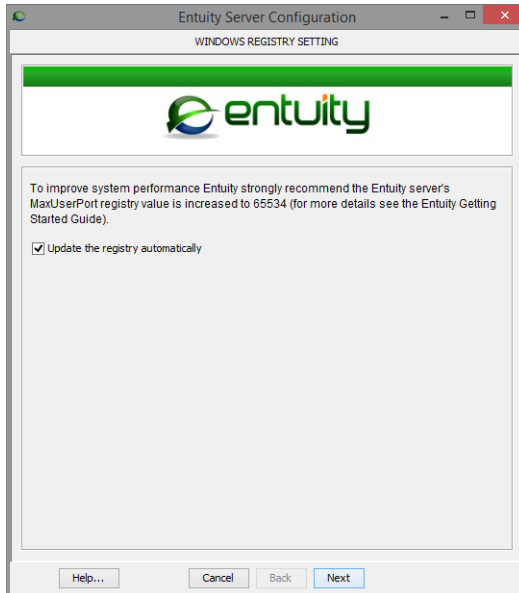 Entuity Server Configuration
WINDOWS REGISTRY SETTING
entuity
To improve system performance Entuity strongly recommend the Entuity server's
MaxUserPort registry value is increased to 65534 (for more details see the Entuity Getting
Started Guide).
Update the registry automatically
Help... Cancel Back Next